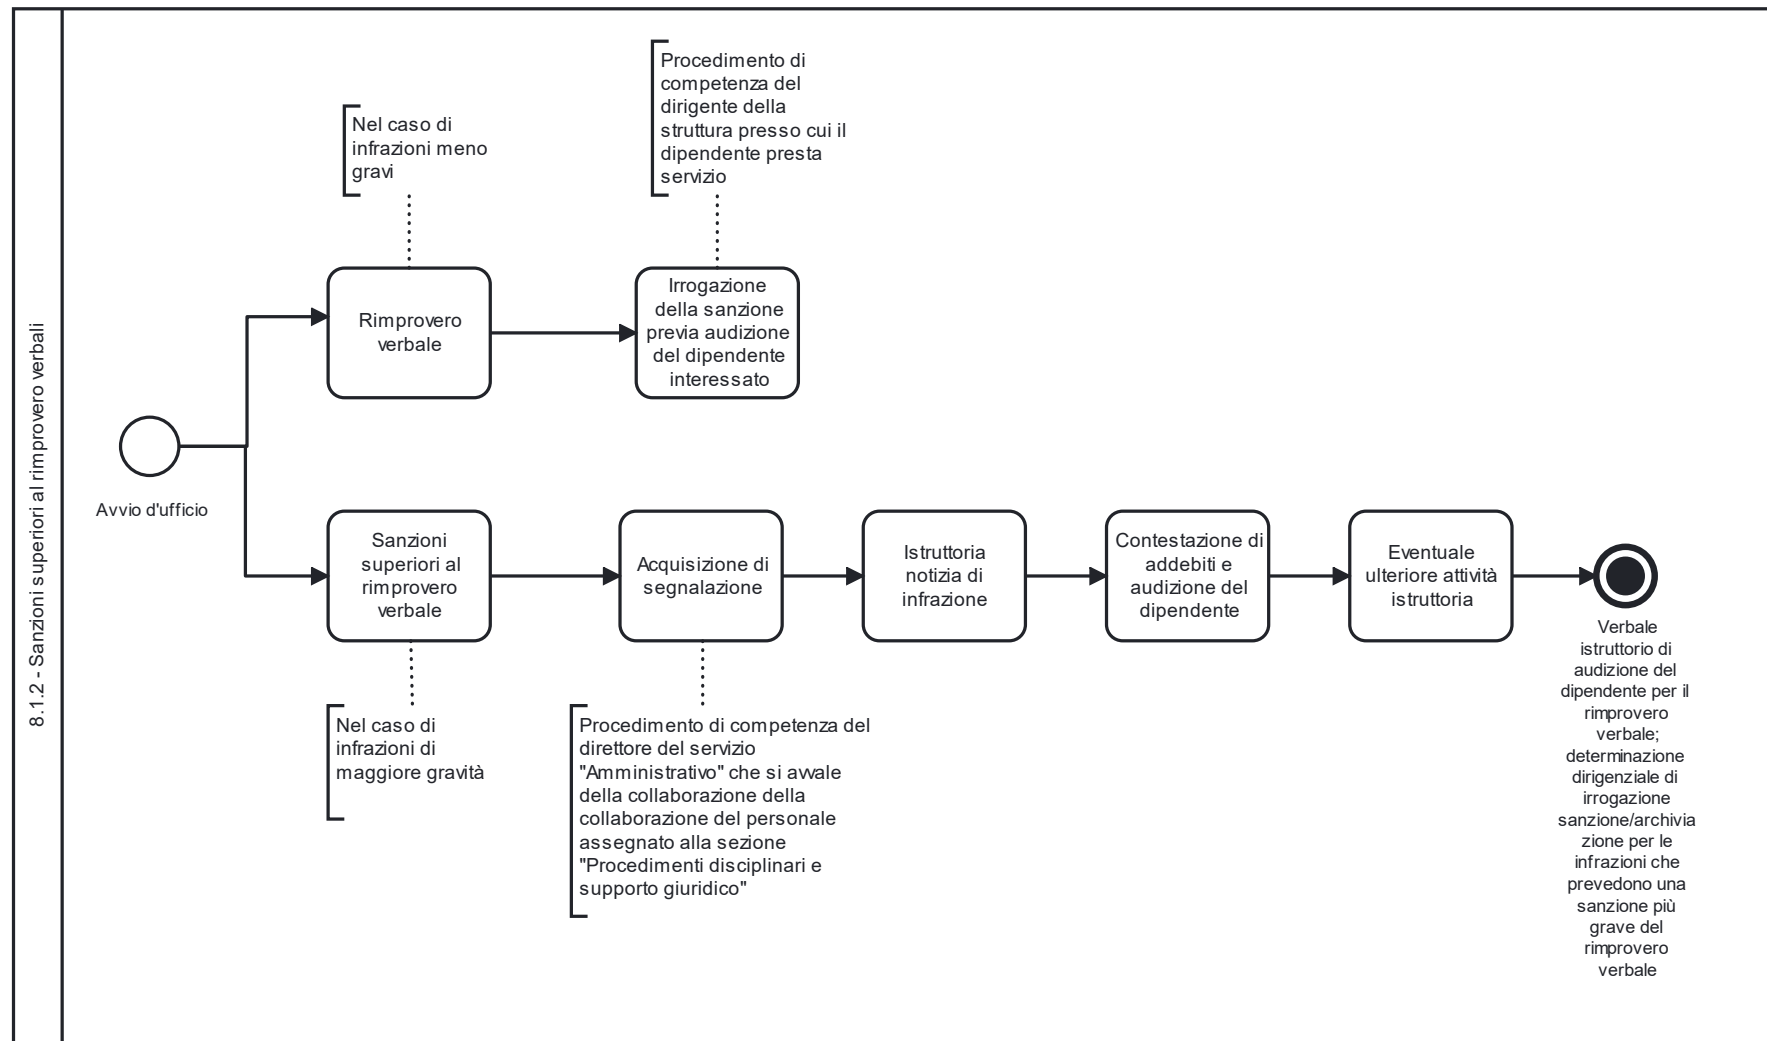 8.1.2 - Sanzioni superiori al rimprovero verbali
Nel caso di
infrazioni meno
gravi
Procedimento di
competenza del
dirigente della
struttura presso cui il
dipendente presta
servizio
Rimprovero
verbale
Irrogazione
della sanzione
previa audizione
del dipendente
interessato
Avvio d'ufficio
Sanzioni
superiori al
rimprovero
verbale
Acquisizione di
segnalazione
Istruttoria
notizia di
infrazione
Contestazione di
addebiti e
audizione del
dipendente
Eventuale
ulteriore attività
istruttoria
Nel caso di
infrazioni di
maggiore gravità
Procedimento di competenza del
direttore del servizio
"Amministrativo" che si avvale
della collaborazione della
collaborazione del personale
assegnato alla sezione
"Procedimenti disciplinari e
supporto giuridico"
Verbale
istruttorio di
audizione del
dipendente per il
rimprovero
verbale;
determinazione
dirigenziale di
irrogazione
sanzione/archivia
zione per le
infrazioni che
prevedono una
sanzione più
grave del
rimprovero
verbale